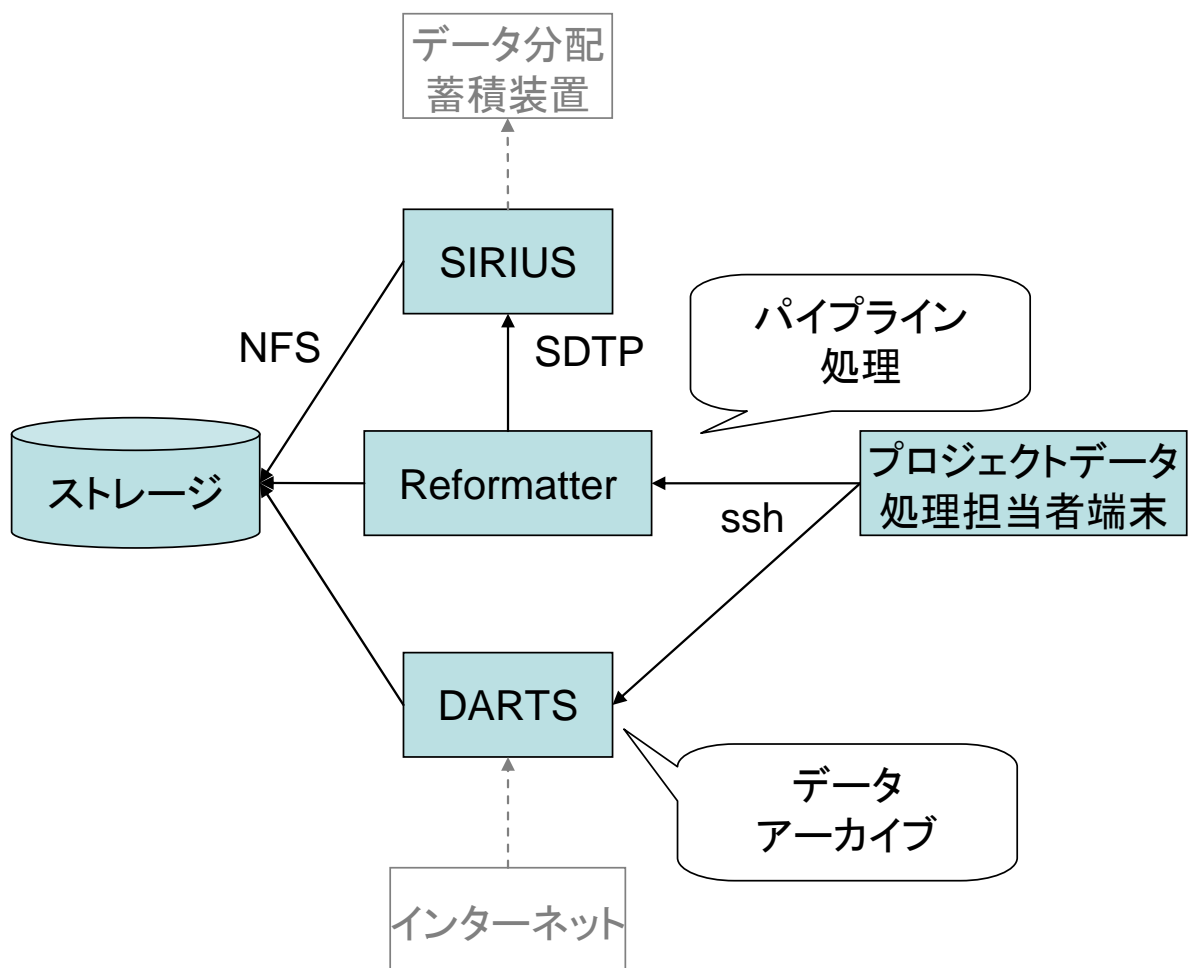 データ分配
蓄積装置
SIRIUS
NFS
SDTP
パイプライン
処理
ストレージ
Reformatter
プロジェクトデータ
処理担当者端末
ssh
DARTS
データ
アーカイブ
インターネット